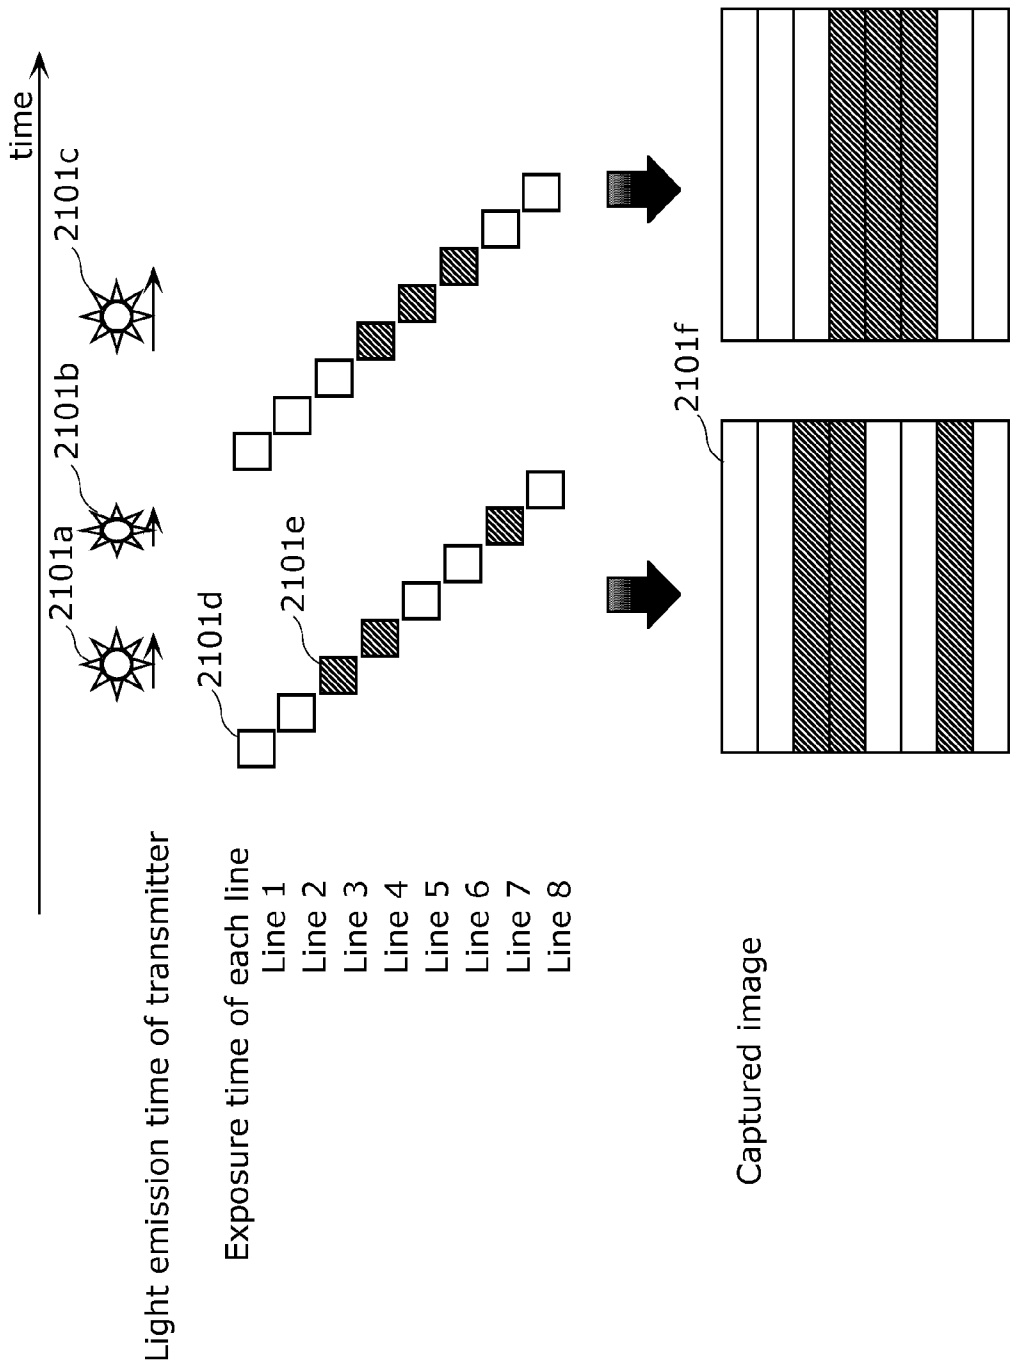 time
Light emission time of transmitter
2101a
2101b
2101c
Exposure time of each line
Line 1
Line 2
Line 3
Line 4
Line 5
Line 6
Line 7
Line 8
2101d
2101e
Captured image
2101f